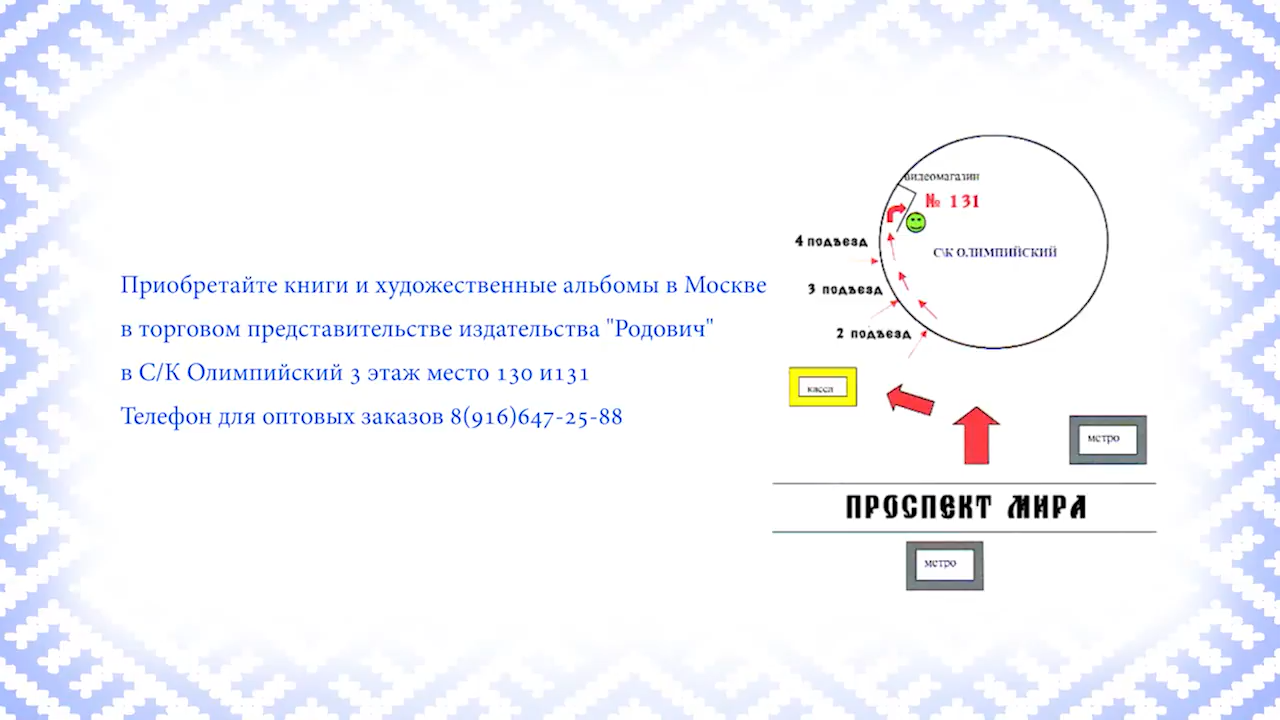 Приобретайте книги и художественные альбомы в Москве
в торговом представительстве издательства "Родович"
в С/К Олимпийский 3 этаж место 130 и131
Телефон для оптовых заказов 8(916)647-25-88
видеомагазин
№ 131
4 подъезд
С\К ОЛИМПИЙСКИЙ
3 подъезд
2 подъезд
касси
метро
ПРОСПЕКТ МИРА
метро